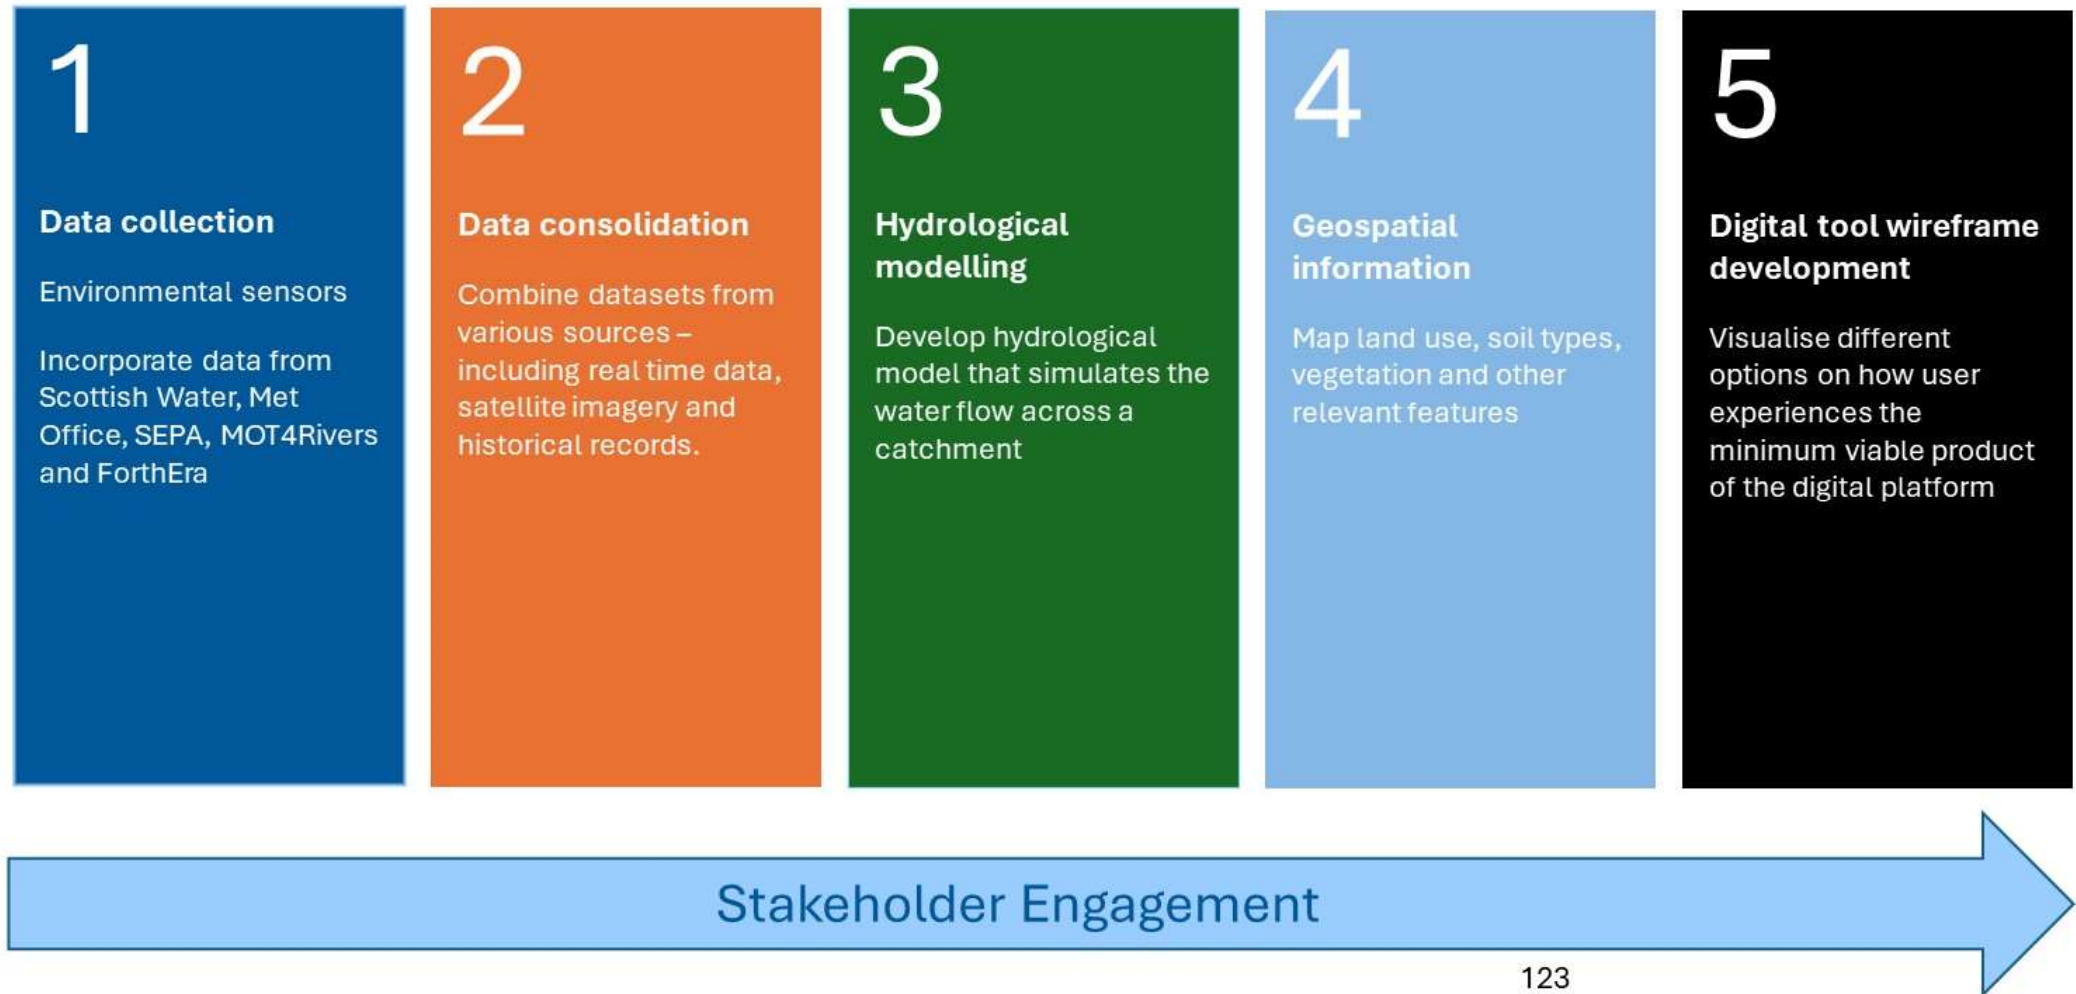 1
Data collection
Environmental sensors
Incorporate data from
Scottish Water, Met
Office, SEPA, MOT4Rivers
and ForthEra
2
Data consolidation
Combine datasets from
various sources –
including real time data,
satellite imagery and
historical records.
3
Hydrological
modelling
Develop hydrological
model that simulates the
water flow across a
catchment
4
Geospatial
information
Map land use, soil types,
vegetation and other
relevant features
5
Digital tool wireframe
development
Visualise different
options on how user
experiences the
minimum viable product
of the digital platform
Stakeholder Engagement
123